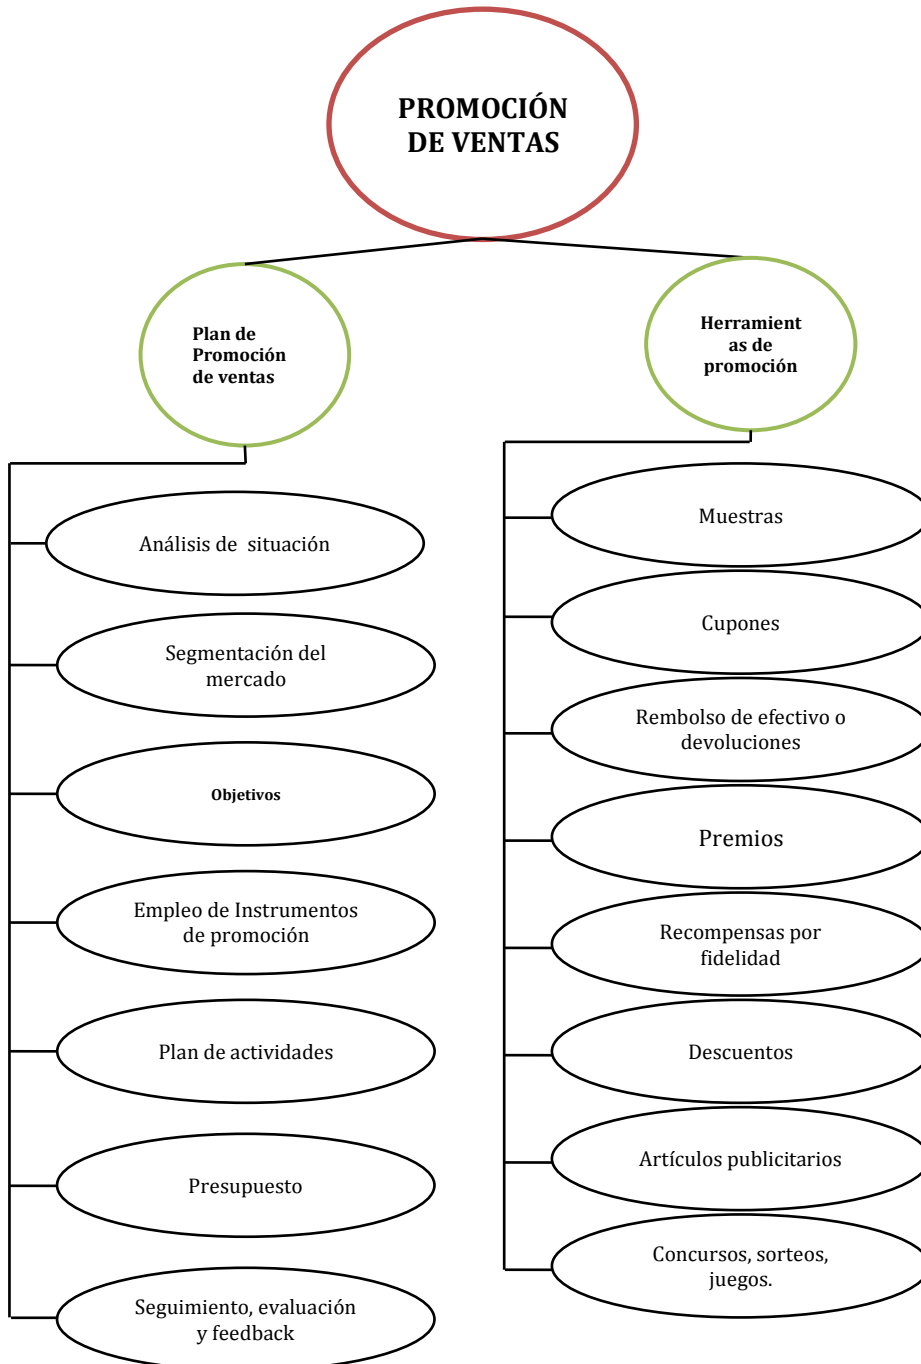 PROMOCIÓN
DE VENTAS
Plan de
Promoción
de ventas
Análisis de  situación
Segmentación del
mercado
Objetivos
Empleo de Instrumentos
de promoción
Plan de actividades
Presupuesto
Seguimiento, evaluación
y feedback
Herramient
as de
promoción
Muestras
Cupones
Rembolso de efectivo o
devoluciones
Premios
Recompensas por
fidelidad
Descuentos
Artículos publicitarios
Concursos, sorteos,
juegos.